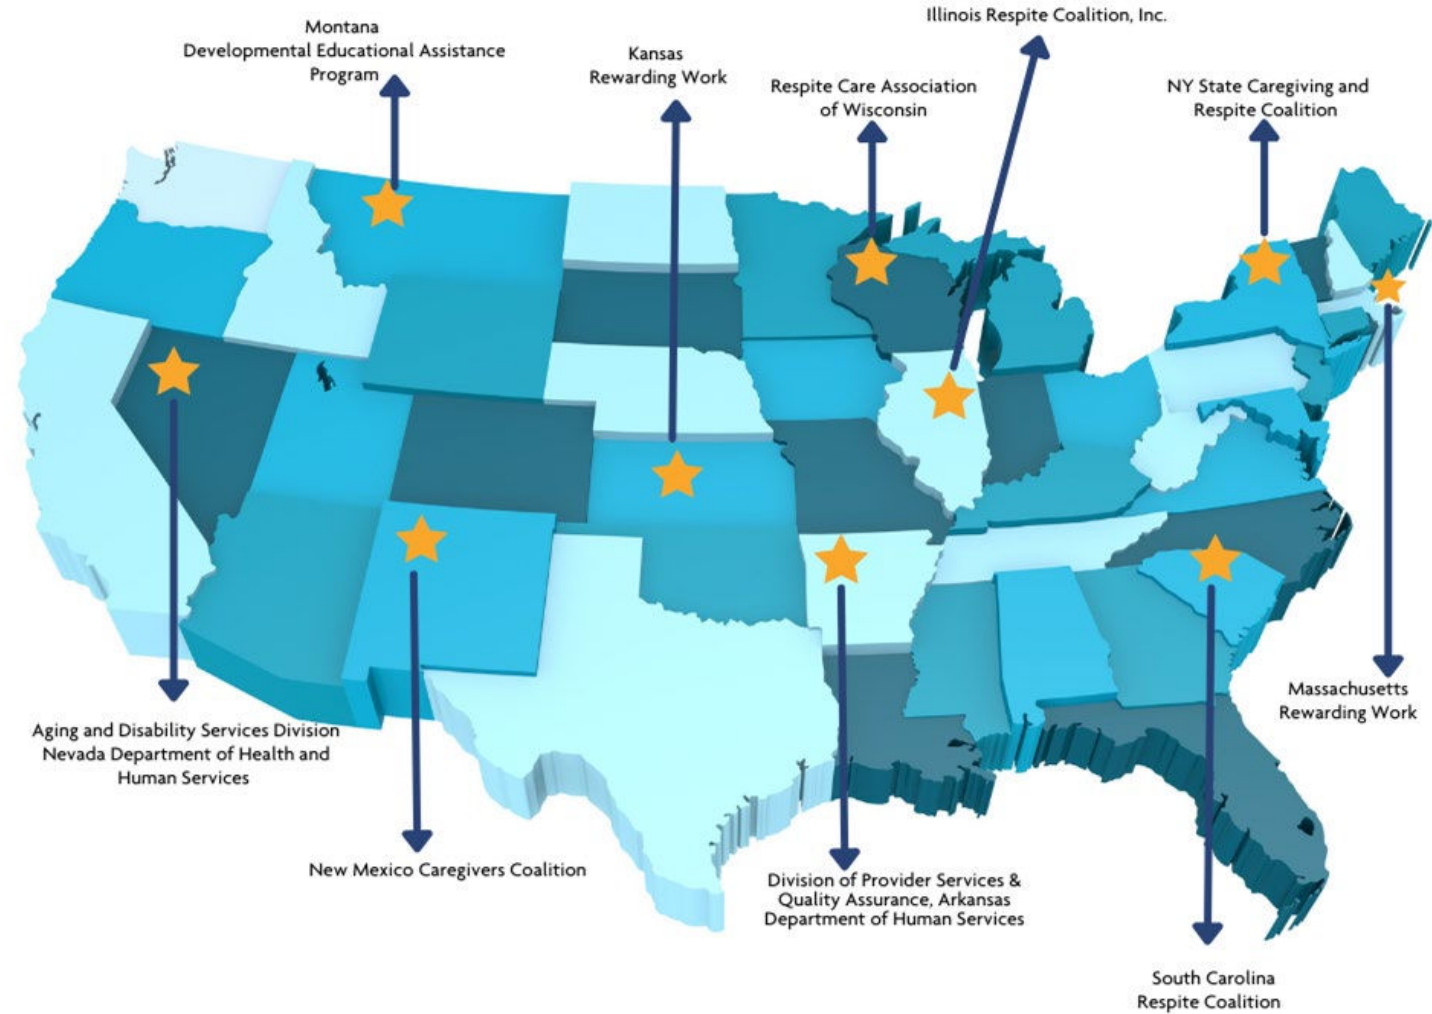 Illinois Respite Coalition, Inc.
Montana
Developmental Educational Assistance
Program
Kansas
Rewarding Work
Respite Care Association
of Wisconsin
NY State Caregiving and
Respite Coalition
Massachusetts
Rewarding Work
Aging and Disability Services Division
Nevada Department of Health and
Human Services
New Mexico Caregivers Coalition
Division of Provider Services &
Quality Assurance, Arkansas
Department of Human Services
South Carolina
Respite Coalition